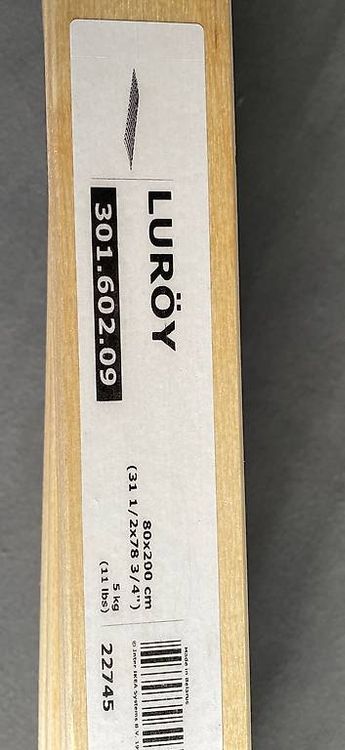 LURÖY
301.602.09
80x200 cm
(31 1/2x78 3/4")
5 kg
(11 lbs)
22745
Made in Belarus
© Inter IKEA Systems B.V. 19